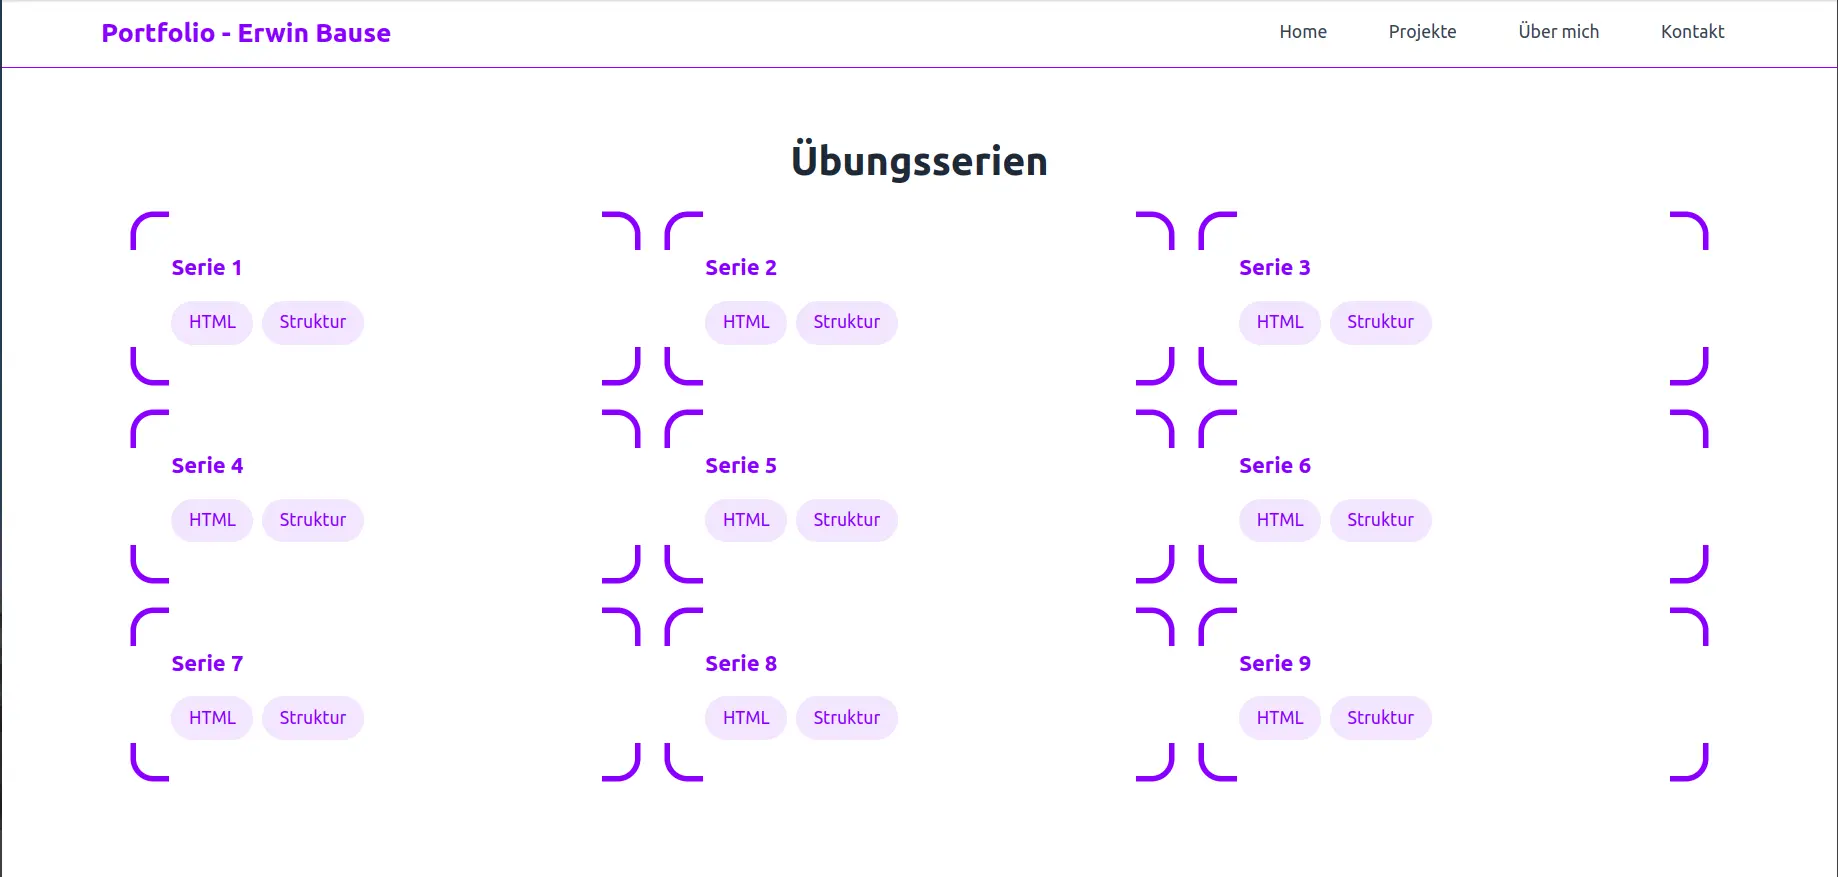 Portfolio - Erwin Bause
Home Projekte Über mich Kontakt
Übungsserien
Serie 1
HTML Struktur
Serie 2
HTML Struktur
Serie 3
HTML Struktur
Serie 4
HTML Struktur
Serie 5
HTML Struktur
Serie 6
HTML Struktur
Serie 7
HTML Struktur
Serie 8
HTML Struktur
Serie 9
HTML Struktur